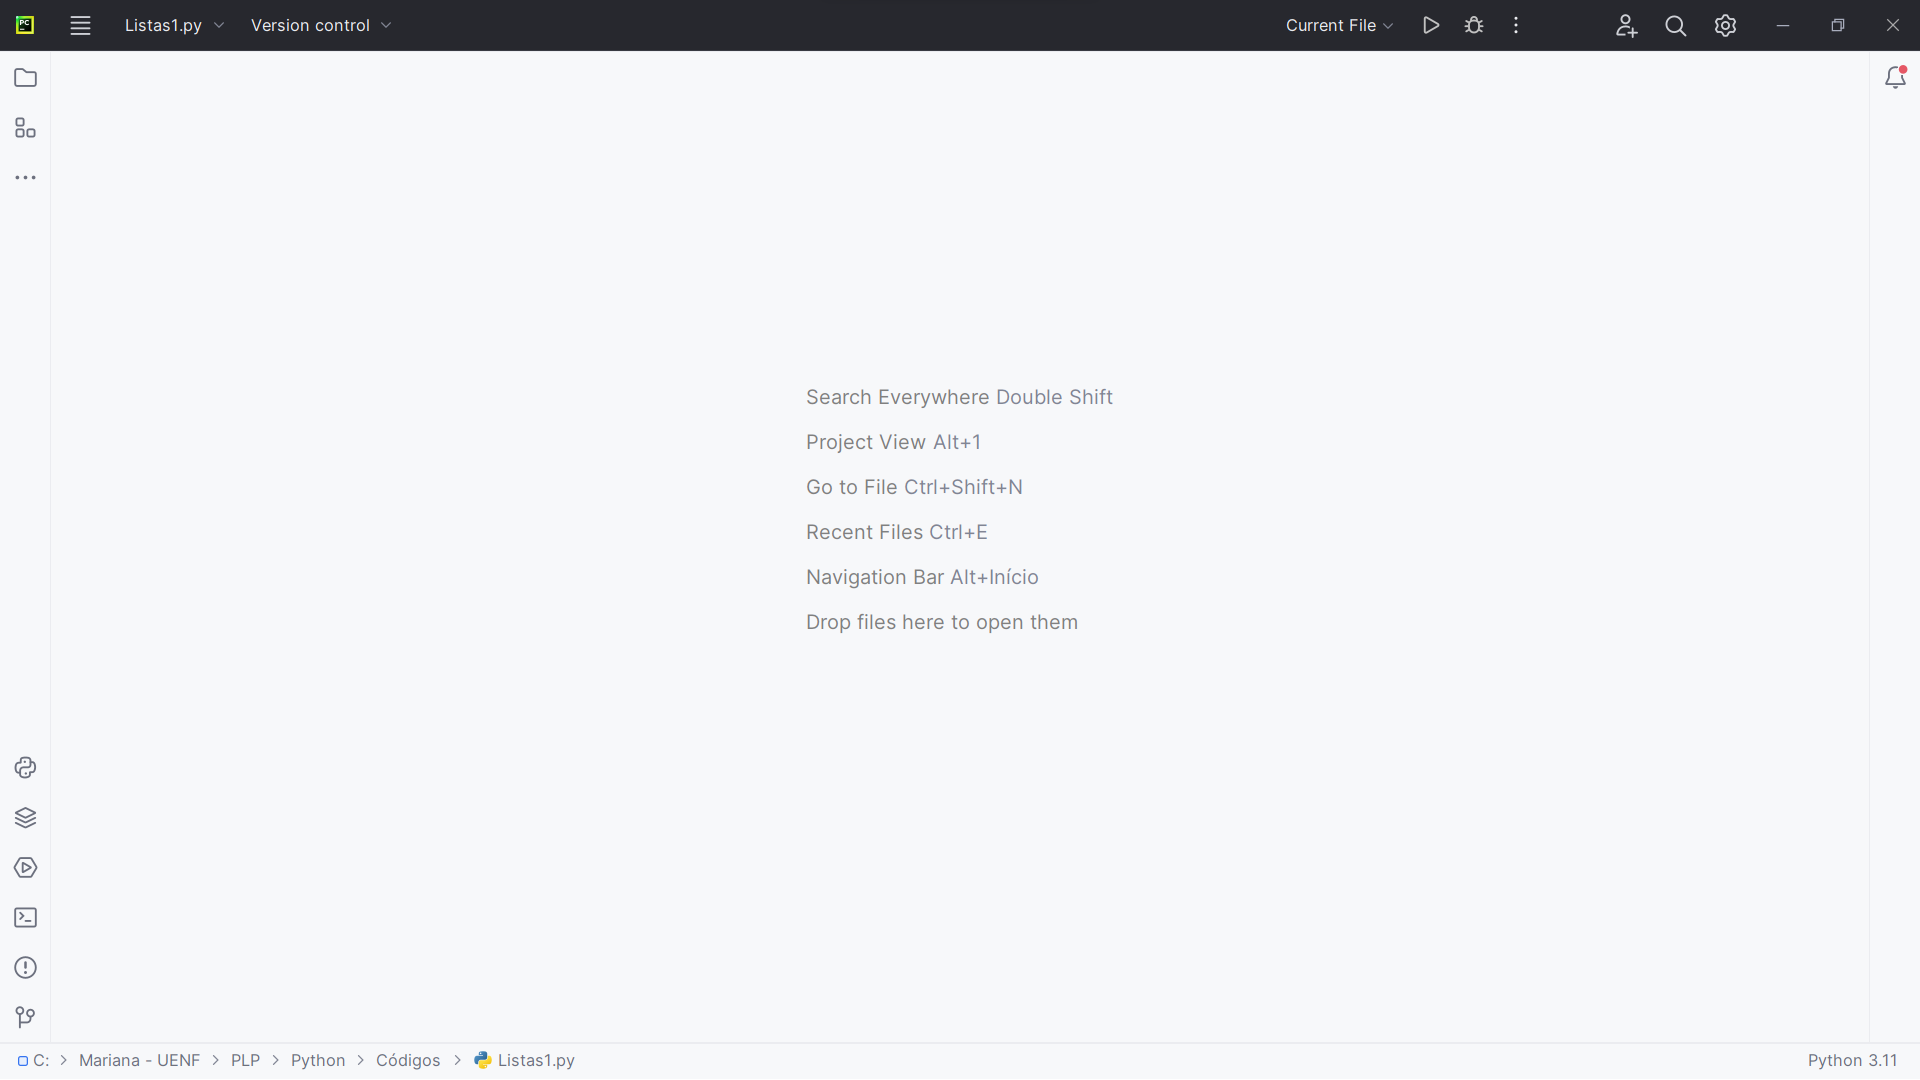 PC
Listas1.py
Version control
Current File
Search Everywhere Double Shift
Project View Alt+1
Go to File Ctrl+Shift+N
Recent Files Ctrl+E
Navigation Bar Alt+Início
Drop files here to open them
C: > Mariana - UENF > PLP > Python > Códigos > Listas1.py
Python 3.11